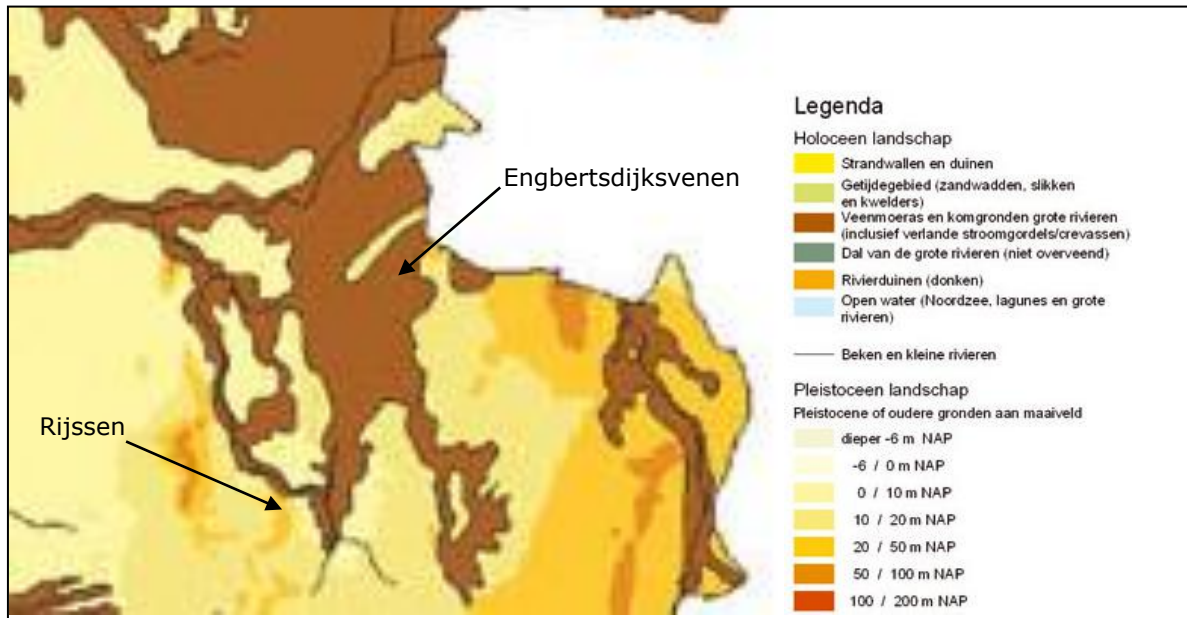 Engbertsdijksvenen
Rijssen
Legenda
Holoceen landschap
Strandwallen en duinen
Getijdegebied (zandwadden, slikken
en kwelders)
Veenmoeras en komgronden grote rivieren
(inclusief verlande stroomgordels/crevassen)
Dal van de grote rivieren (niet overveend)
Rivierduinen (donken)
Open water (Noordzee, lagunes en grote
rivieren)
Beken en kleine rivieren
Pleistoceen landschap
Pleistocene of oudere gronden aan maaiveld
dieper -6 m NAP
-6 / 0 m NAP
0 / 10 m NAP
10 / 20 m NAP
20 / 50 m NAP
50 / 100 m NAP
100 / 200 m NAP